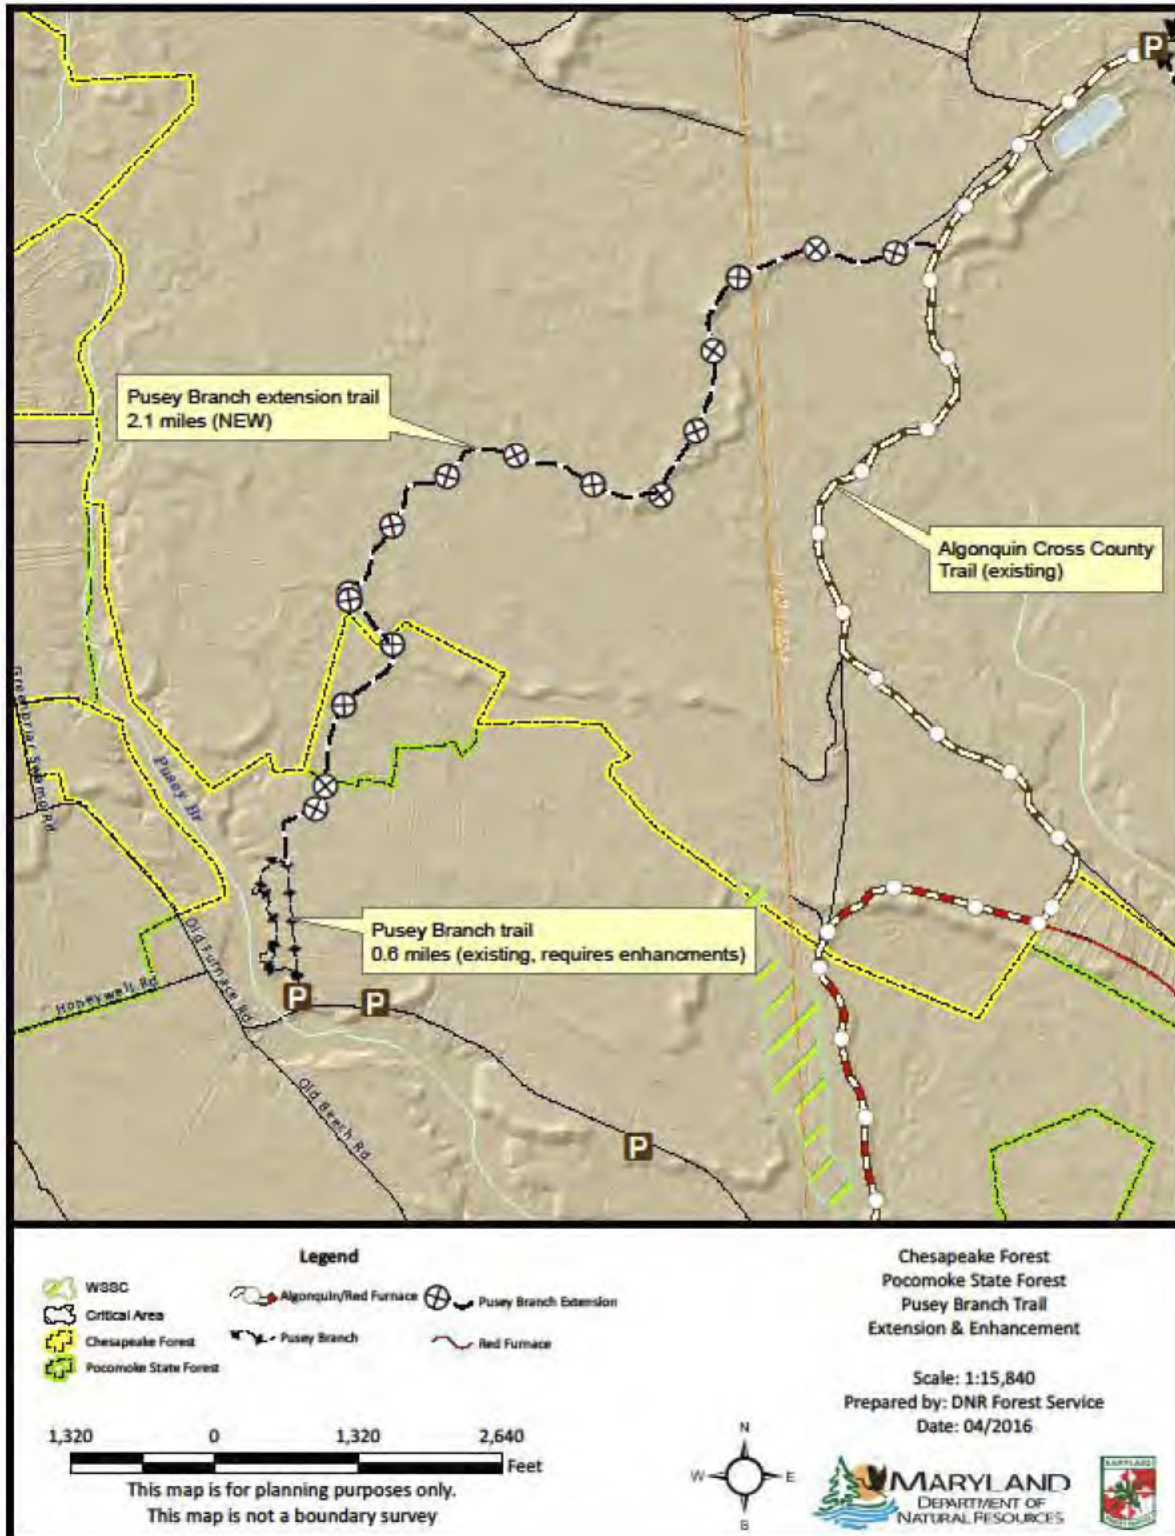 P
Pusey Branch extension trail
2.1 miles (NEW)
Algonquin Cross County
Trail (existing)
Pusey Br
Pusey Branch trail
0.6 miles (existing, requires enhancments)
Old Furnace Rd
Honeywell Rd
P
P
Old Beech Rd
P
Legend
WSSC
Critical Area
Chesapeake Forest
Pocomoke State Forest
Algonquin/Red Furnace
Pusey Branch
Pusey Branch Extension
Red Furnace
Chesapeake Forest
Pocomoke State Forest
Pusey Branch Trail
Extension & Enhancement
Scale: 1:15,840
Prepared by: DNR Forest Service
Date: 04/2016
1,320 0 1,320 2,640
Feet
This map is for planning purposes only.
This map is not a boundary survey
N
W E
S
MARYLAND
DEPARTMENT OF
NATURAL RESOURCES